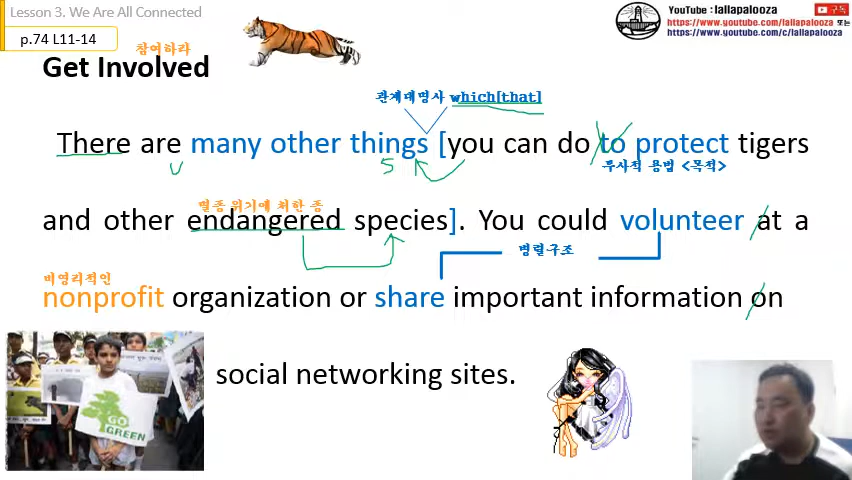 Lesson 3. We Are All Connected
YouTube : lallapalooza
구독
https://www.youtube.com/lallapalooza 또는
https://www.youtube.com/c/lallapalooza
p.74 L11-14
참여하라
Get Involved
관계대명사 which[that]
There are many other things [you can do to protect tigers
v
S
부사적 용법 <목적>
멸종 위기에 처한 종
and other endangered species]. You could volunteer at a
병렬구조
비영리적인
nonprofit organization or share important information on
social networking sites.
GO
GREEN